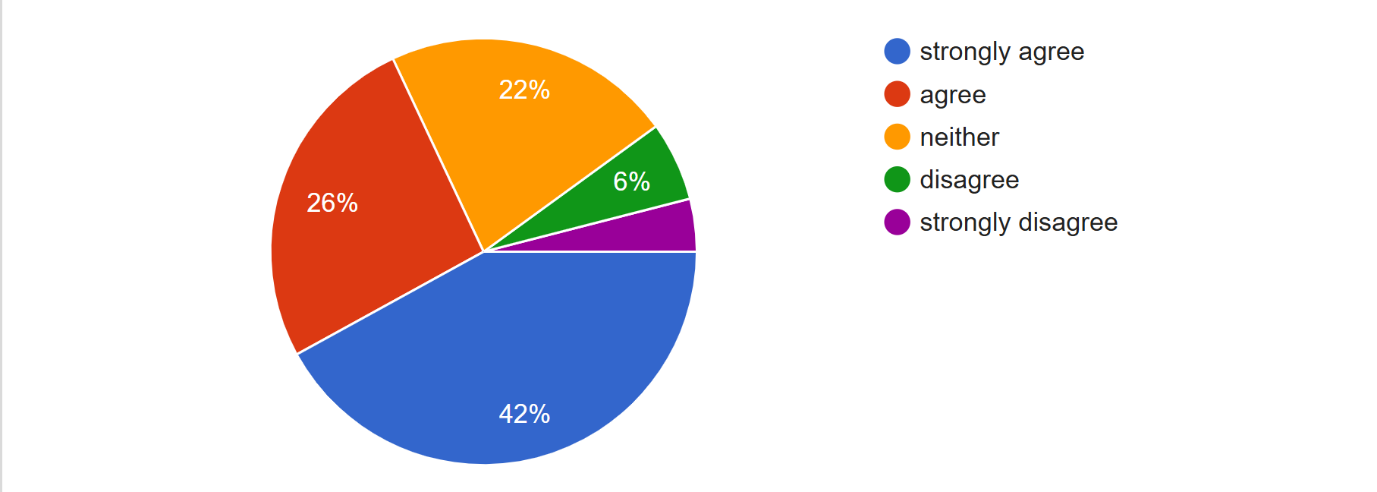 22%
6%
26%
42%
strongly agree
agree
neither
disagree
strongly disagree